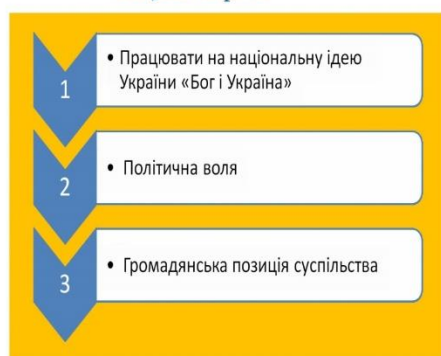 1
• Працювати на національну ідею
України «Бог і Україна»
2
• Політична воля
3
• Громадянська позиція суспільства